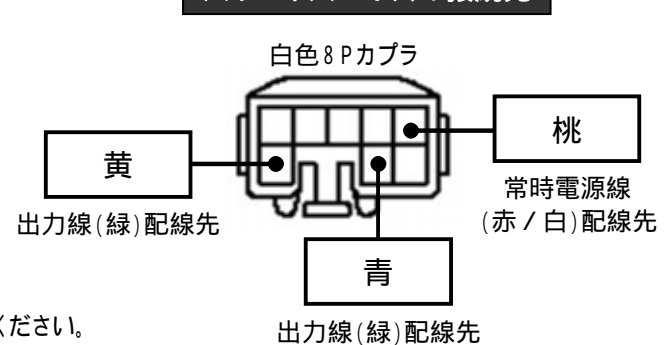 白色8Pカプラ
黄
桃
出力線(緑)配線先
常時電源線
(赤/白)配線先
青
ください。
出力線(緑)配線先